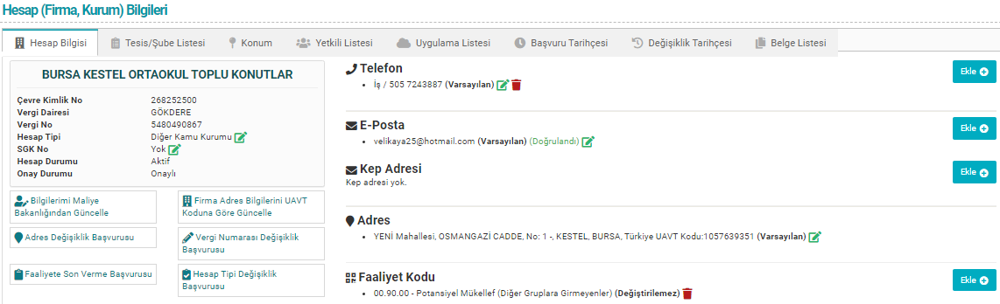 Hesap (Firma, Kurum) Bilgileri
Hesap Bilgisi
Tesis/Şube Listesi
Konum
Yetkili Listesi
Uygulama Listesi
Başvuru Tarihçesi
Değişiklik Tarihçesi
Belge Listesi
BURSA KESTEL ORTAOKUL TOPLU KONUTLAR
Çevre Kimlik No 268252500
Vergi Dairesi GÖKDERE
Vergi No 5480490867
Hesap Tipi Diğer Kamu Kurumu
SGK No Yok
Hesap Durumu Aktif
Onay Durumu Onaylı
Bilgilerimi Maliye
Bakanlığından Güncelle
Firma Adres Bilgilerini UAVT
Koduna Göre Güncelle
Adres Değişiklik Başvurusu
Vergi Numarası Değişiklik
Başvurusu
Faaliyete Son Verme Başvurusu
Hesap Tipi Değişiklik
Başvurusu
Telefon
Ekle
İş / 505 7243887 (Varsayılan)
E-Posta
Ekle
velikaya25@hotmail.com (Varsayılan) (Doğrulandı)
Kep Adresi
Ekle
Kep adresi yok.
Adres
YENİ Mahallesi, OSMANGAZİ CADDE, No: 1 -, KESTEL, BURSA, Türkiye UAVT Kodu:1057639351 (Varsayılan)
Faaliyet Kodu
Ekle
00.90.00 - Potansiyel Mükellef (Diğer Gruplara Girmeyenler) (Değiştirilemez)